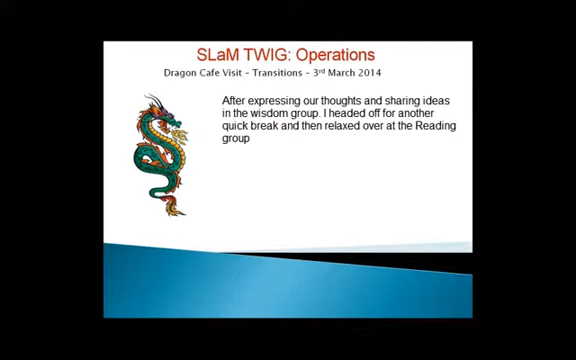 SLaM TWIG: Operations
Dragon Cafe Visit – Transitions – 3rd March 2014
After expressing our thoughts and sharing ideas
in the wisdom group. I headed off for another
quick break and then relaxed over at the Reading
group